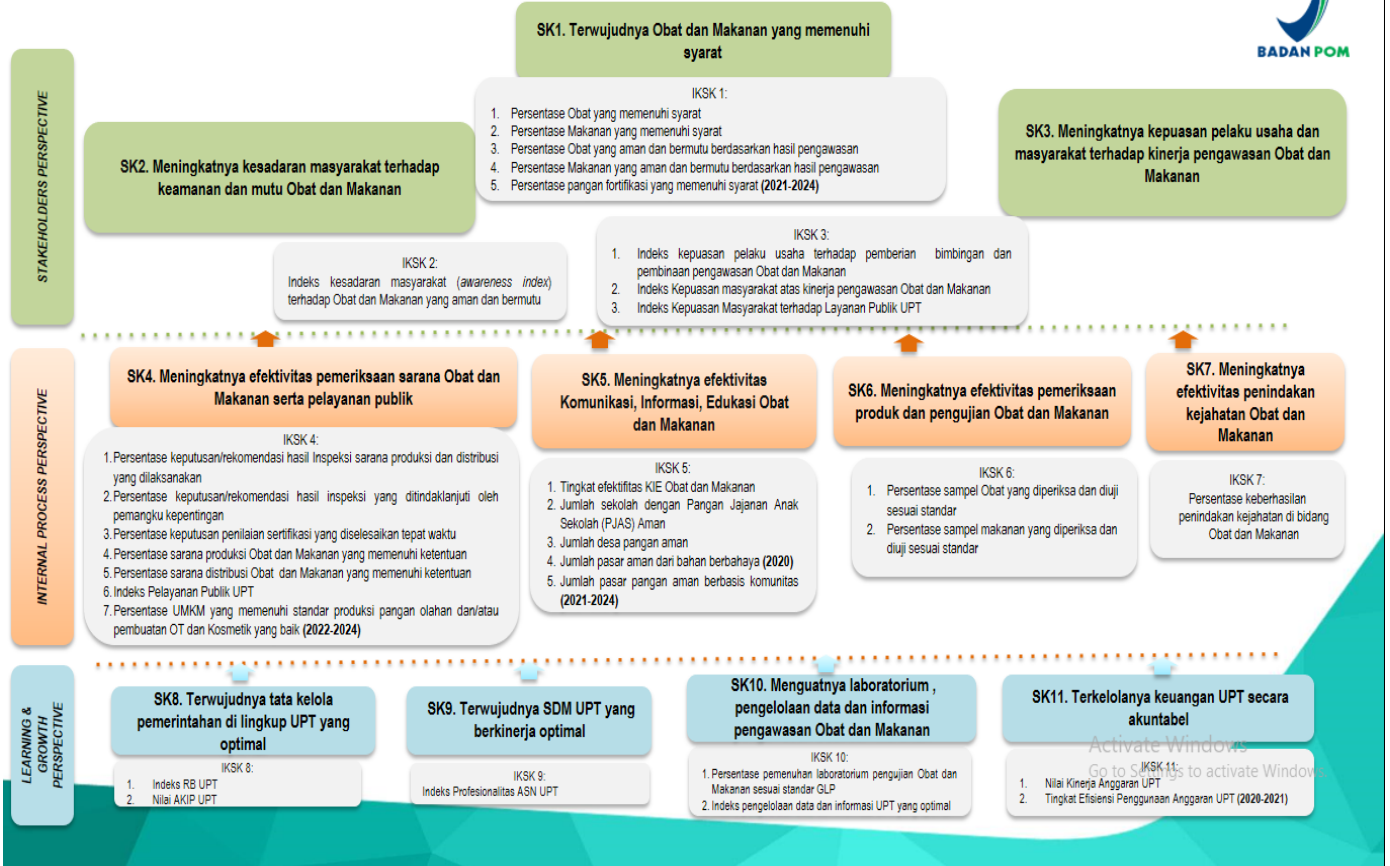 SK1. Terwujudnya Obat dan Makanan yang memenuhi
syarat
BADAN POM
STAKEHOLDERS PERSPECTIVE
IKSK 1:
1. Persentase Obat yang memenuhi syarat
2. Persentase Makanan yang memenuhi syarat
3. Persentase Obat yang aman dan bermutu berdasarkan hasil pengawasan
4. Persentase Makanan yang aman dan bermutu berdasarkan hasil pengawasan
5. Persentase pangan fortifikasi yang memenuhi syarat (2021-2024)
SK2. Meningkatnya kesadaran masyarakat terhadap
keamanan dan mutu Obat dan Makanan
SK3. Meningkatnya kepuasan pelaku usaha dan
masyarakat terhadap kinerja pengawasan Obat dan
Makanan
IKSK 2:
Indeks kesadaran masyarakat (awareness index)
terhadap Obat dan Makanan yang aman dan bermutu
IKSK 3:
1. Indeks kepuasan pelaku usaha terhadap pemberian bimbingan dan
pembinaan pengawasan Obat dan Makanan
2. Indeks Kepuasan masyarakat atas kinerja pengawasan Obat dan Makanan
3. Indeks Kepuasan Masyarakat terhadap Layanan Publik UPT
INTERNAL PROCESS PERSPECTIVE
SK4. Meningkatnya efektivitas pemeriksaan sarana Obat dan
Makanan serta pelayanan publik
IKSK 4:
1. Persentase keputusan/rekomendasi hasil Inspeksi sarana produksi dan distribusi
yang dilaksanakan
2. Persentase keputusan/rekomendasi hasil inspeksi yang ditindaklanjuti oleh
pemangku kepentingan
3. Persentase keputusan penilaian sertifikasi yang diselesaikan tepat waktu
4. Persentase sarana produksi Obat dan Makanan yang memenuhi ketentuan
5. Persentase sarana distribusi Obat dan Makanan yang memenuhi ketentuan
6. Indeks Pelayanan Publik UPT
7. Persentase UMKM yang memenuhi standar produksi pangan olahan dan/atau
pembuatan OT dan Kosmetik yang baik (2022-2024)
SK5. Meningkatnya efektivitas
Komunikasi, Informasi, Edukasi Obat
dan Makanan
IKSK 5:
1. Tingkat efektifitas KIE Obat dan Makanan
2. Jumlah sekolah dengan Pangan Jajanan Anak
Sekolah (PJAS) Aman
3. Jumlah desa pangan aman
4. Jumlah pasar aman dari bahan berbahaya (2020)
5. Jumlah pasar pangan aman berbasis komunitas
(2021-2024)
SK6. Meningkatnya efektivitas pemeriksaan
produk dan pengujian Obat dan Makanan
IKSK 6:
1. Persentase sampel Obat yang diperiksa dan diuji
sesuai standar
2. Persentase sampel makanan yang diperiksa dan
diuji sesuai standar
SK7. Meningkatnya
efektivitas penindakan
kejahatan Obat dan
Makanan
IKSK 7:
Persentase keberhasilan
penindakan kejahatan di bidang
Obat dan Makanan
LEARNING &
GROWTH
PERSPECTIVE
SK8. Terwujudnya tata kelola
pemerintahan di lingkup UPT yang
optimal
IKSK 8:
1. Indeks RB UPT
2. Nilai AKIP UPT
SK9. Terwujudnya SDM UPT yang
berkinerja optimal
IKSK 9:
Indeks Profesionalitas ASN UPT
SK10. Menguatnya laboratorium ,
pengelolaan data dan informasi
pengawasan Obat dan Makanan
IKSK 10:
1. Persentase pemenuhan laboratorium pengujian Obat dan
Makanan sesuai standar GLP
2. Indeks pengelolaan data dan informasi UPT yang optimal
SK11. Terkelolanya keuangan UPT secara
akuntabel
Activate Windows
Go to Settings to activate Windows.
IKSK 11:
1. Nilai Kinerja Anggaran UPT
2. Tingkat Efisiensi Penggunaan Anggaran UPT (2020-2021)